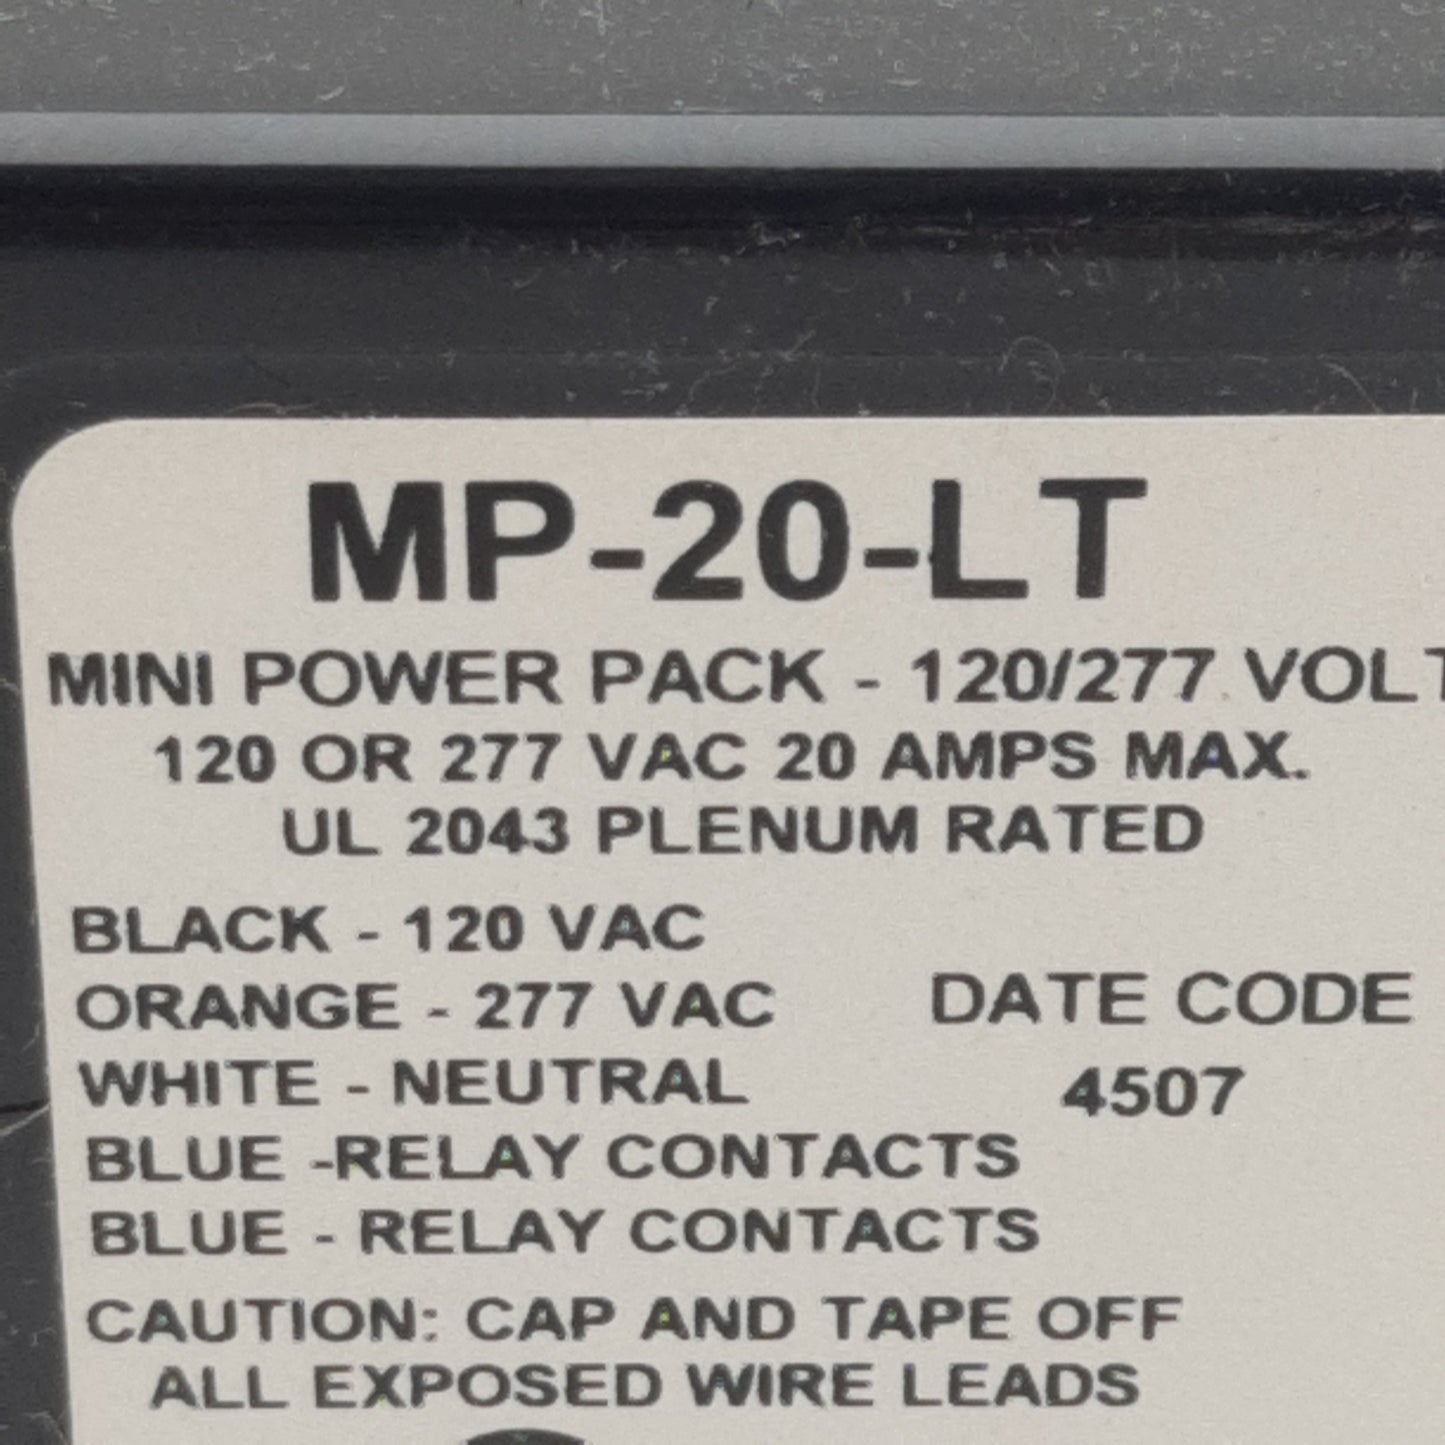 MP-20-LT
MINI POWER PACK - 120/277 VOLT
120 OR 277 VAC 20 AMPS MAX.
UL 2043 PLENUM RATED
BLACK - 120 VAC
ORANGE - 277 VAC
DATE CODE
WHITE - NEUTRAL
4507
BLUE -RELAY CONTACTS
BLUE - RELAY CONTACTS
CAUTION: CAP AND TAPE OFF
ALL EXPOSED WIRE LEADS